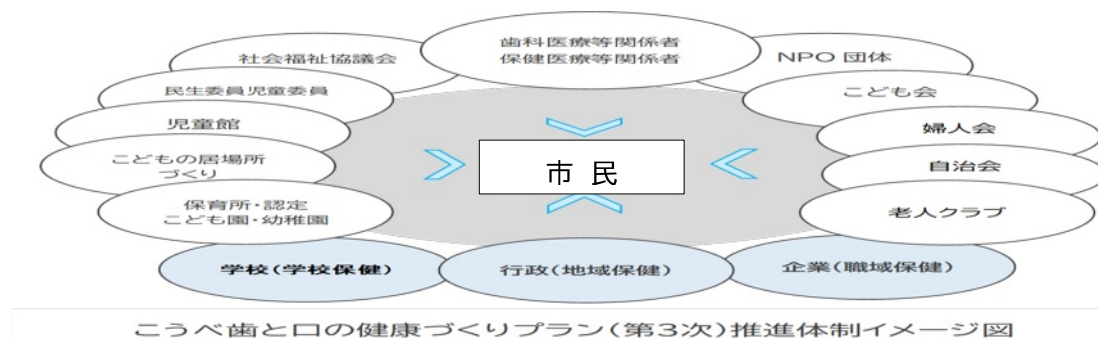 歯科医療等関係者
保健医療等関係者
社会福祉協議会
NPO 団体
民生委員児童委員
こども会
児童館
婦人会
こどもの居場所
づくり
市 民
自治会
保育所・認定
こども園・幼稚園
老人クラブ
学校(学校保健)
行政(地域保健)
企業(職域保健)
こうべ歯と口の健康づくりプラン(第3次)推進体制イメージ図